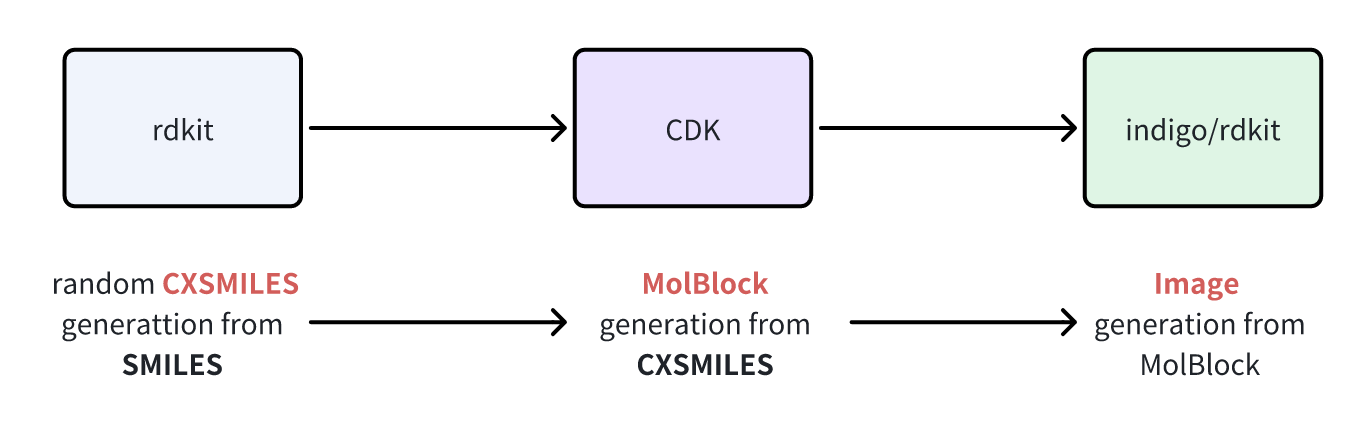 rdkit
CDK
indigo/rdkit
random CXSMILES
generattion from
SMILES
MolBlock
generation from
CXSMILES
Image
generation from
MolBlock